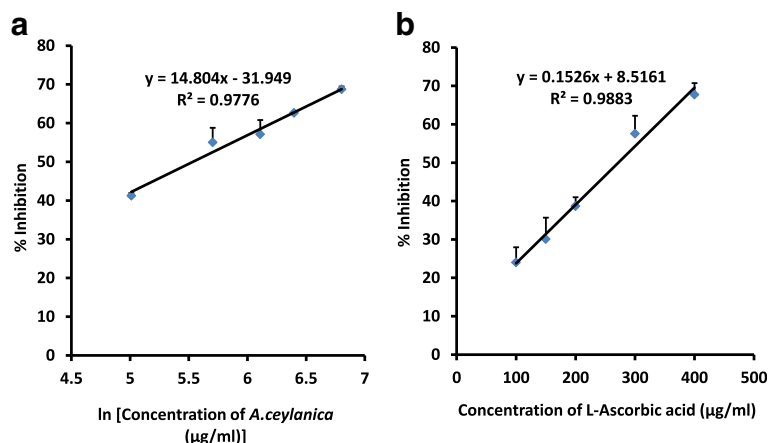 a
80
70
60
50
40
30
20
10
0
% Inhibition
y = 14.804x - 31.949
R² = 0.9776
4.5 5 5.5 6 6.5 7
ln [Concentration of A.ceylanica
(µg/ml)]
b
80
70
60
50
40
30
20
10
0
% Inhibition
y = 0.1526x + 8.5161
R² = 0.9883
0 100 200 300 400 500
Concentration of L-Ascorbic acid (µg/ml)